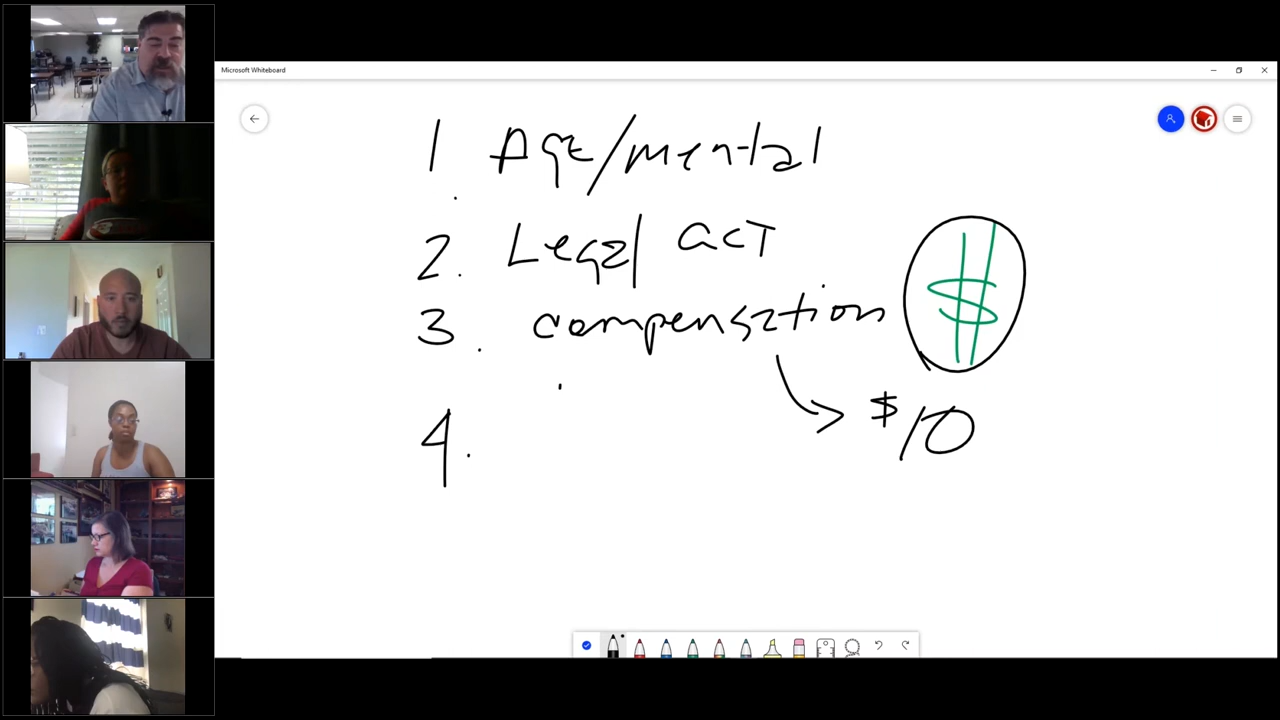 Microsoft Whiteboard
1. Age/mental
2. Legal act
3. compensation $
$10
4.